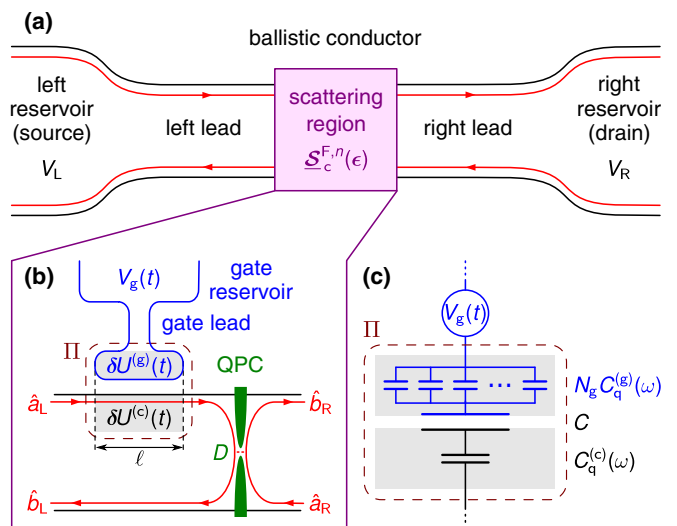 (a)
ballistic conductor
left
reservoir
(source)
V_L
left lead
scattering
region
S_c^{F,n}(ϵ)
right lead
right
reservoir
(drain)
V_R
(b)
V_g(t)
gate
reservoir
gate lead
Π
δU^{(g)}(t)
QPC
â_L
δU^{(c)}(t)
b̂_R
D
ℓ
b̂_L
â_R
(c)
V_g(t)
Π
...
N_g C_q^{(g)}(ω)
C
C_q^{(c)}(ω)